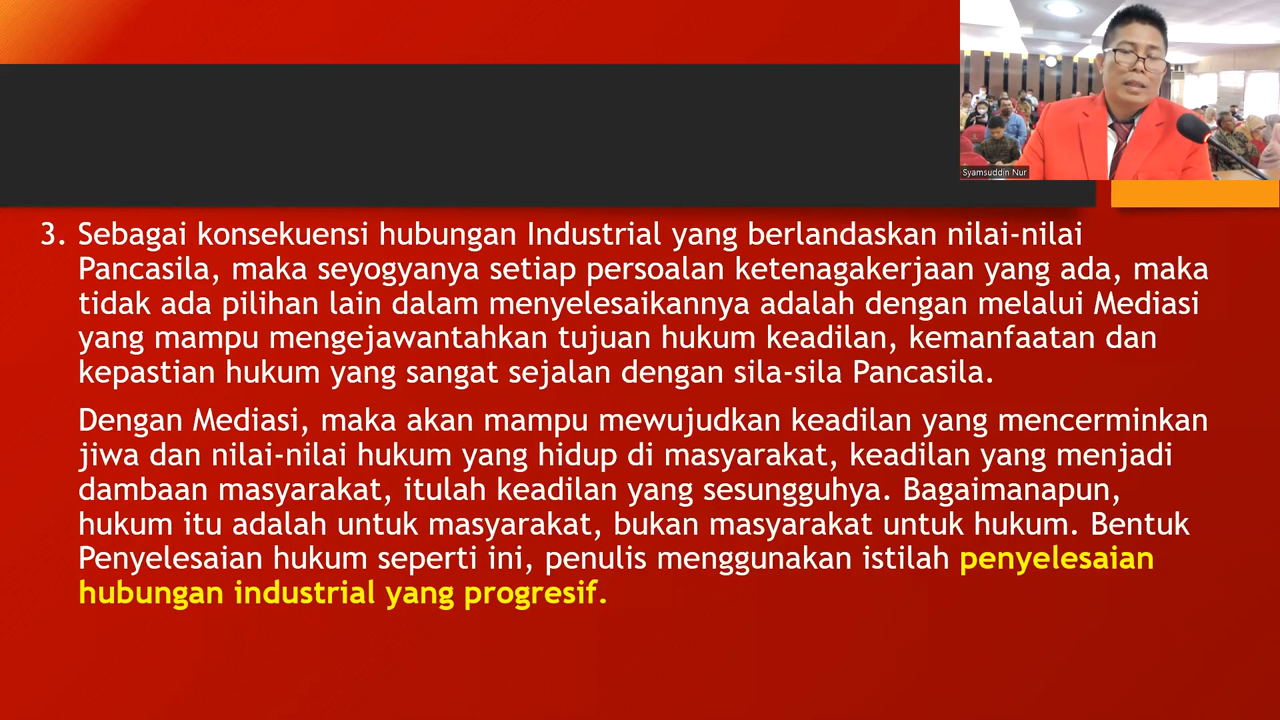 Syamsuddin Nur
3. Sebagai konsekuensi hubungan Industrial yang berlandaskan nilai-nilai
Pancasila, maka seyogyanya setiap persoalan ketenagakerjaan yang ada, maka
tidak ada pilihan lain dalam menyelesaikannya adalah dengan melalui Mediasi
yang mampu mengejawantahkan tujuan hukum keadilan, kemanfaatan dan
kepastian hukum yang sangat sejalan dengan sila-sila Pancasila.
Dengan Mediasi, maka akan mampu mewujudkan keadilan yang mencerminkan
jiwa dan nilai-nilai hukum yang hidup di masyarakat, keadilan yang menjadi
dambaan masyarakat, itulah keadilan yang sesungguhya. Bagaimanapun,
hukum itu adalah untuk masyarakat, bukan masyarakat untuk hukum. Bentuk
Penyelesaian hukum seperti ini, penulis menggunakan istilah penyelesaian
hubungan industrial yang progresif.